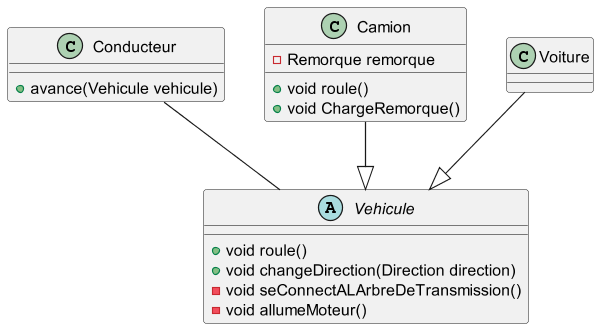 C Conducteur
avance(Vehicule vehicule)
C Camion
Remorque remorque
void roule()
void ChargeRemorque()
C Voiture
A Vehicule
void roule()
void changeDirection(Direction direction)
void seConnectALArbreDeTransmission()
void allumeMoteur()